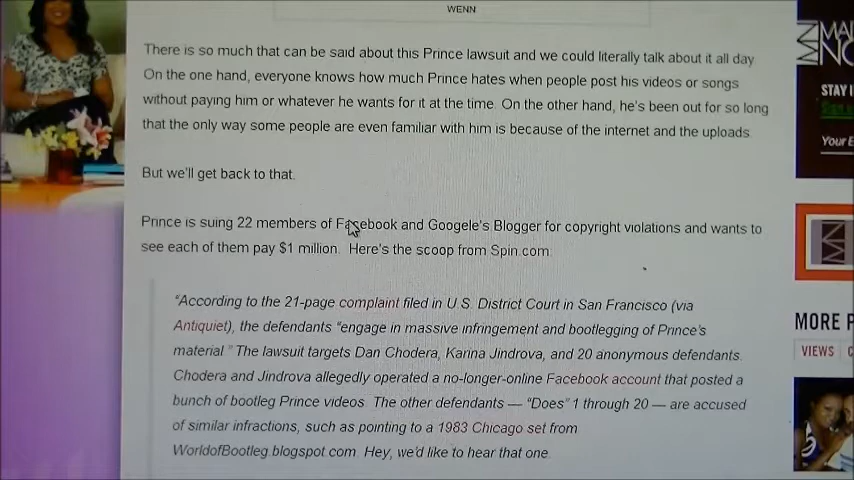 WENN
There is so much that can be said about this Prince lawsuit and we could literally talk about it all day.
On the one hand, everyone knows how much Prince hates when people post his videos or songs
without paying him or whatever he wants for it at the time. On the other hand, he's been out for so long
that the only way some people are even familiar with him is because of the internet and the uploads.
But we'll get back to that.
Prince is suing 22 members of Facebook and Googele's Blogger for copyright violations and wants to
see each of them pay $1 million. Here's the scoop from Spin.com.
"According to the 21-page complaint filed in U.S. District Court in San Francisco (via
Antiquiet), the defendants "engage in massive infringement and bootlegging of Prince's
material." The lawsuit targets Dan Chodera, Karina Jindrova, and 20 anonymous defendants.
Chodera and Jindrova allegedly operated a no-longer-online Facebook account that posted a
bunch of bootleg Prince videos. The other defendants — "Does" 1 through 20 — are accused
of similar infractions, such as pointing to a 1983 Chicago set from
WorldofBootleg.blogspot.com. Hey, we'd like to hear that one.
STAY I
Your E
MORE P
VIEWS